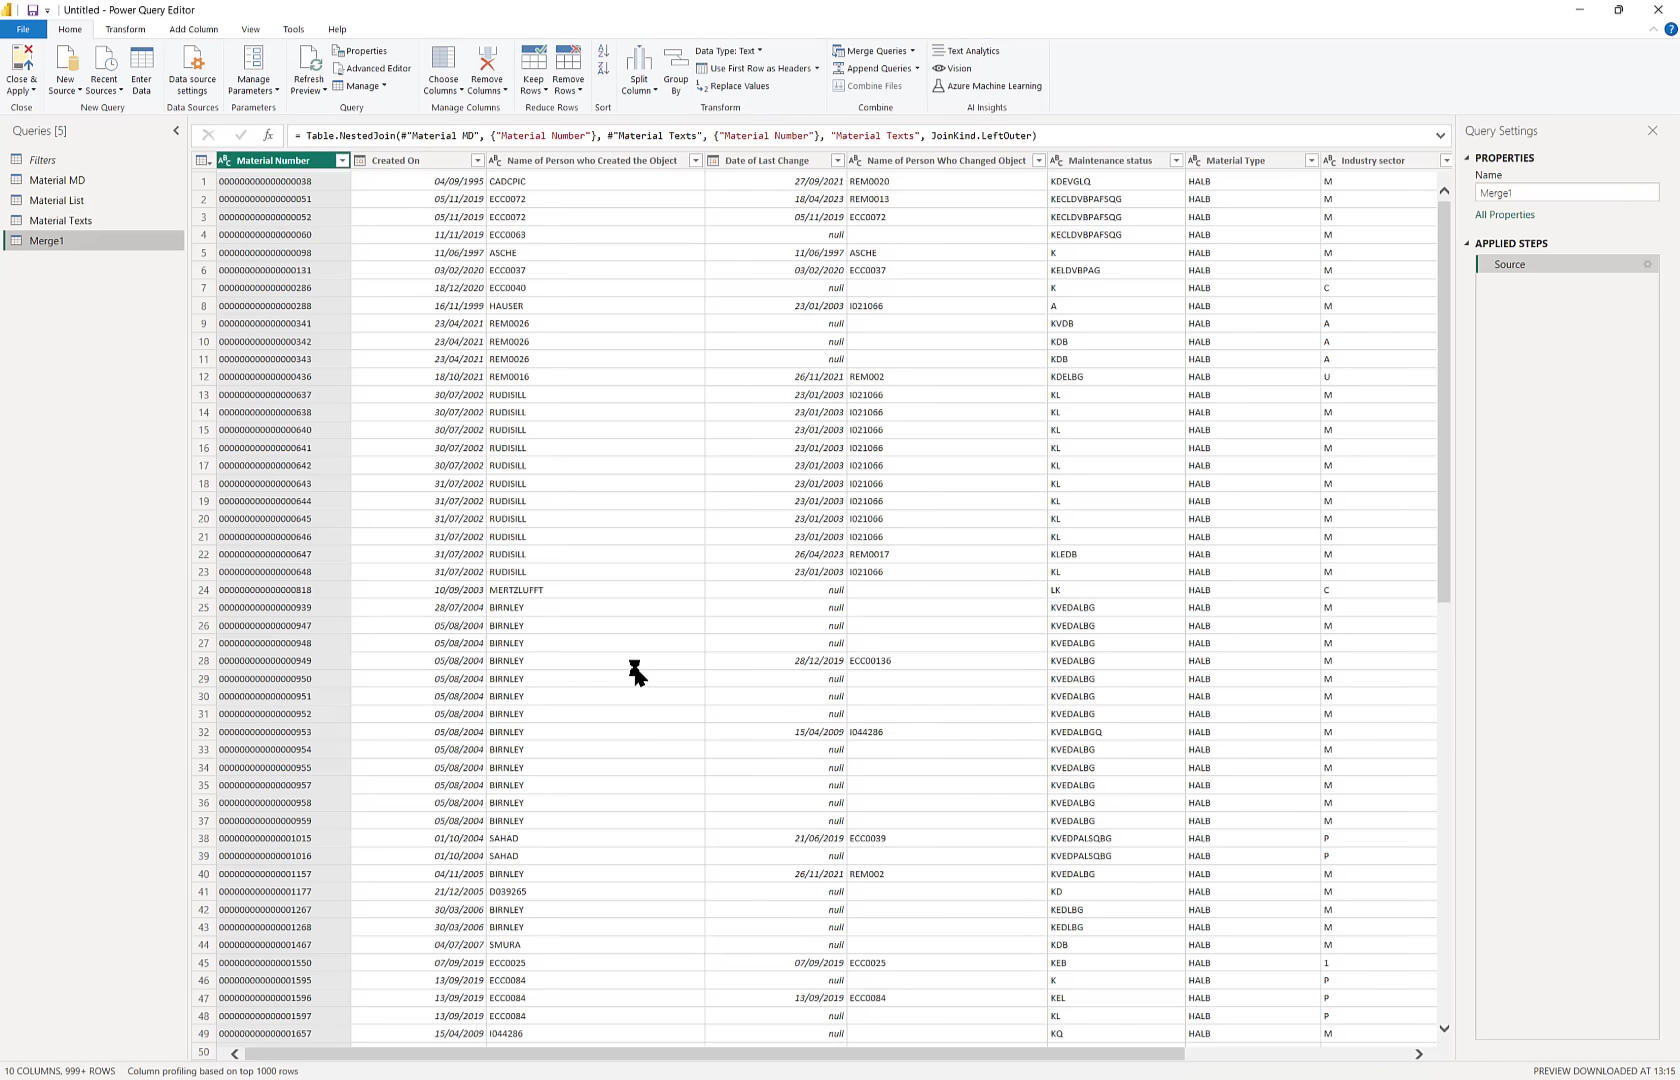 Untitled - Power Query Editor
File Home Transform Add Column View Tools Help
Close & Apply New Source Recent Sources Enter Data Data source settings Manage Parameters Refresh Preview Properties Advanced Editor Manage Choose Columns Remove Columns Keep Rows Remove Rows Split Column Group By Data Type: Text Use First Row as Headers Replace Values Merge Queries Append Queries Combine Files Text Analytics Vision Azure Machine Learning
Close New Query Data Sources Parameters Query Manage Columns Reduce Rows Sort Transform Combine AI Insights
Queries [5]
Filters
Material MD
Material List
Material Texts
Merge1
= Table.NestedJoin(#"Material MD", {"Material Number"}, #"Material Texts", {"Material Number"}, "Material Texts", JoinKind.LeftOuter)
Material Number Created On Name of Person who Created the Object Date of Last Change Name of Person Who Changed Object Maintenance status Material Type Industry sector
1 000000000000000038 04/09/1995 CADCPIC 27/09/2021 REM0020 KDEVGLQ HALB M
2 000000000000000051 05/11/2019 ECC0072 18/04/2023 REM0013 KECLDVBPAFSQG HALB M
3 000000000000000052 05/11/2019 ECC0072 05/11/2019 ECC0072 KECLDVBPAFSQG HALB M
4 000000000000000060 11/11/2019 ECC0063 null KECLDVBPAFSQG HALB M
5 000000000000000098 11/06/1997 ASCHE 11/06/1997 ASCHE K HALB M
6 000000000000000131 03/02/2020 ECC0037 03/02/2020 ECC0037 KELDVBPAG HALB M
7 000000000000000286 18/12/2020 ECC0040 null K HALB C
8 000000000000000288 16/11/1999 HAUSER 23/01/2003 I021066 A HALB M
9 000000000000000341 23/04/2021 REM0026 null KVDB HALB A
10 000000000000000342 23/04/2021 REM0026 null KDB HALB A
11 000000000000000343 23/04/2021 REM0026 null KDB HALB A
12 000000000000000436 18/10/2021 REM0016 26/11/2021 REM002 KDELBG HALB U
13 000000000000000637 30/07/2002 RUDISILL 23/01/2003 I021066 KL HALB M
14 000000000000000638 30/07/2002 RUDISILL 23/01/2003 I021066 KL HALB M
15 000000000000000640 30/07/2002 RUDISILL 23/01/2003 I021066 KL HALB M
16 000000000000000641 30/07/2002 RUDISILL 23/01/2003 I021066 KL HALB M
17 000000000000000642 30/07/2002 RUDISILL 23/01/2003 I021066 KL HALB M
18 000000000000000643 31/07/2002 RUDISILL 23/01/2003 I021066 KL HALB M
19 000000000000000644 31/07/2002 RUDISILL 23/01/2003 I021066 KL HALB M
20 000000000000000645 31/07/2002 RUDISILL 23/01/2003 I021066 KL HALB M
21 000000000000000646 31/07/2002 RUDISILL 23/01/2003 I021066 KL HALB M
22 000000000000000647 31/07/2002 RUDISILL 26/04/2023 REM0017 KLEDB HALB M
23 000000000000000648 31/07/2002 RUDISILL 23/01/2003 I021066 KL HALB M
24 000000000000000818 10/09/2003 MERTZLUFFT null LK HALB C
25 000000000000000939 28/07/2004 BIRNLEY null KVEDALBG HALB M
26 000000000000000947 05/08/2004 BIRNLEY null KVEDALBG HALB M
27 000000000000000948 05/08/2004 BIRNLEY null KVEDALBG HALB M
28 000000000000000949 05/08/2004 BIRNLEY 28/12/2019 ECC00136 KVEDALBG HALB M
29 000000000000000950 05/08/2004 BIRNLEY null KVEDALBG HALB M
30 000000000000000951 05/08/2004 BIRNLEY null KVEDALBG HALB M
31 000000000000000952 05/08/2004 BIRNLEY null KVEDALBG HALB M
32 000000000000000953 05/08/2004 BIRNLEY 15/04/2009 I044286 KVEDALBGQ HALB M
33 000000000000000954 05/08/2004 BIRNLEY null KVEDALBG HALB M
34 000000000000000955 05/08/2004 BIRNLEY null KVEDALBG HALB M
35 000000000000000957 05/08/2004 BIRNLEY null KVEDALBG HALB M
36 000000000000000958 05/08/2004 BIRNLEY null KVEDALBG HALB M
37 000000000000000959 05/08/2004 BIRNLEY null KVEDALBG HALB M
38 000000000000001015 01/10/2004 SAHAD 21/06/2019 ECC0039 KVEDPALSQBG HALB P
39 000000000000001016 01/10/2004 SAHAD null KVEDPALSQBG HALB P
40 000000000000001157 04/11/2005 BIRNLEY 26/11/2021 REM002 KVEDALBG HALB M
41 000000000000001177 21/12/2005 D039265 null KD HALB M
42 000000000000001267 30/03/2006 BIRNLEY null KEDLBG HALB M
43 000000000000001268 30/03/2006 BIRNLEY null KEDLBG HALB M
44 000000000000001467 04/07/2007 SMURA null KDB HALB M
45 000000000000001550 07/09/2019 ECC0025 07/09/2019 ECC0025 KEB HALB 1
46 000000000000001595 13/09/2019 ECC0084 null K HALB P
47 000000000000001596 13/09/2019 ECC0084 13/09/2019 ECC0084 KEL HALB P
48 000000000000001597 13/09/2019 ECC0084 null KL HALB P
49 000000000000001657 15/04/2009 I044286 null KQ HALB M
50
Query Settings
PROPERTIES
Name
Merge1
All Properties
APPLIED STEPS
Source
10 COLUMNS, 999+ ROWS Column profiling based on top 1000 rows PREVIEW DOWNLOADED AT 13:15